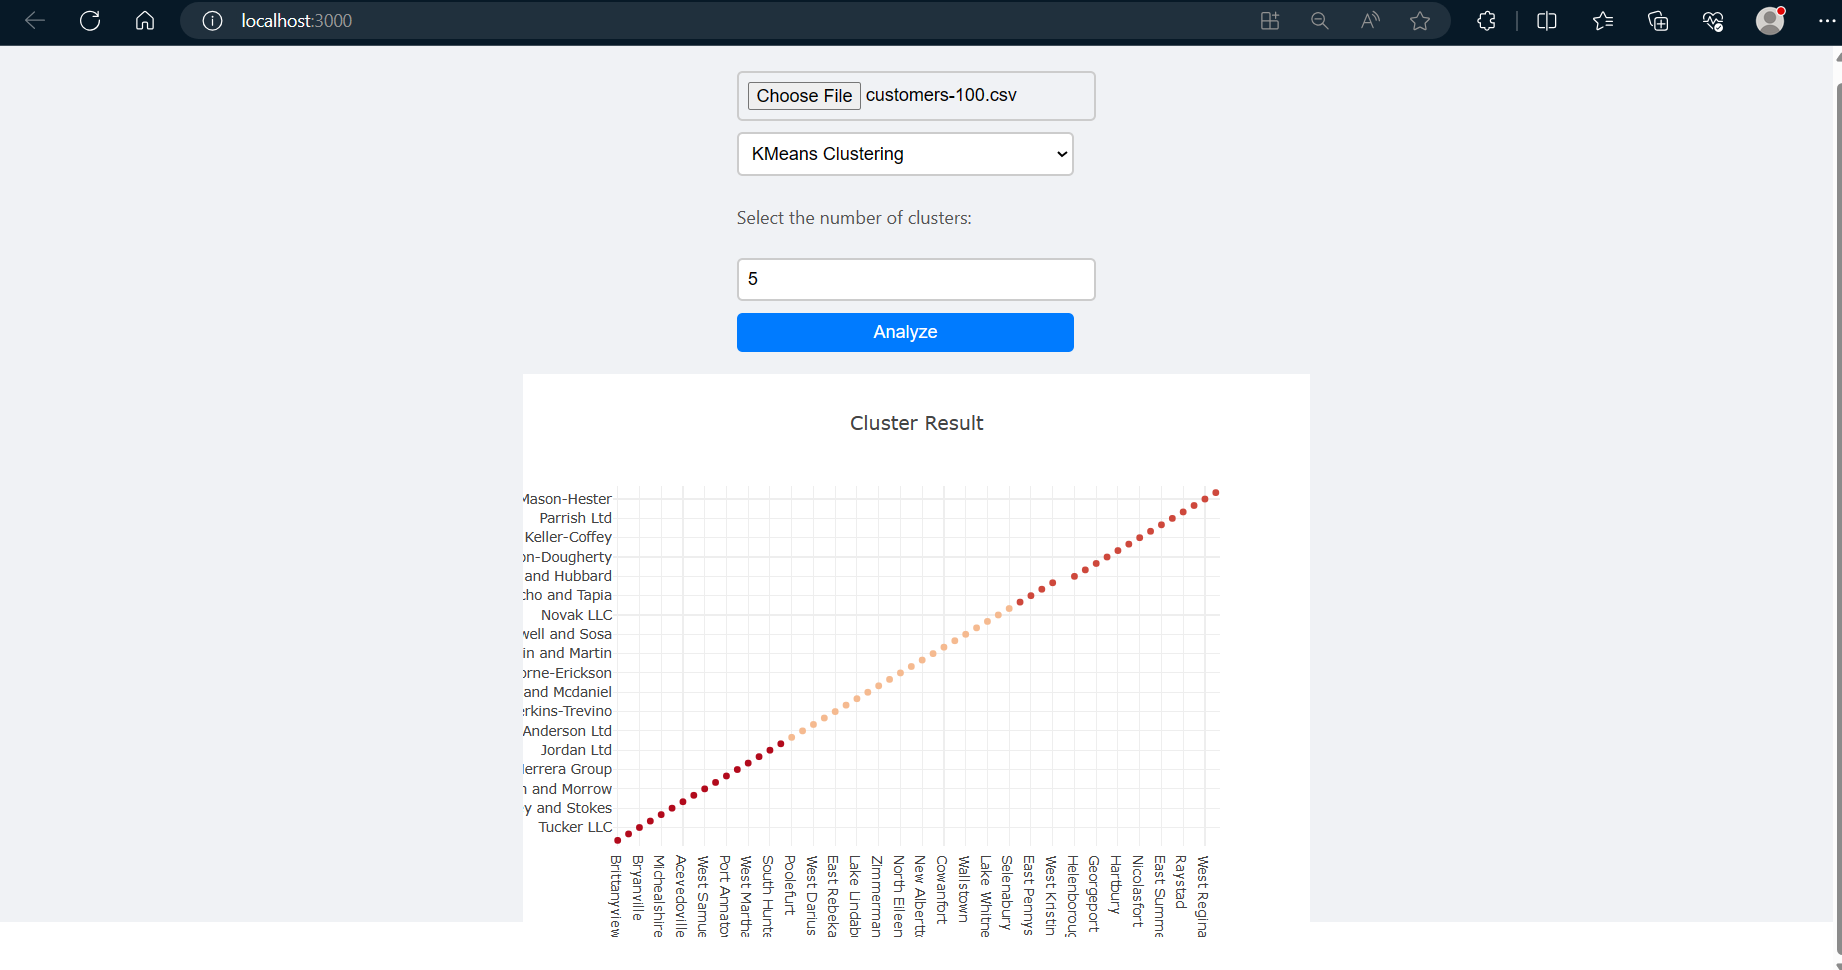 localhost:3000
Choose File customers-100.csv
KMeans Clustering
Select the number of clusters:
5
Analyze
Cluster Result
Mason-Hester
Parrish Ltd
Keller-Coffey
on-Dougherty
and Hubbard
cho and Tapia
Novak LLC
well and Sosa
in and Martin
orne-Erickson
and Mcdaniel
erkins-Trevino
Anderson Ltd
Jordan Ltd
Herrera Group
n and Morrow
y and Stokes
Tucker LLC
Brittanyview
Bryanville
Michealshire
Acevedoville
West Samue
Port Annato
West Martha
South Hunte
Poolefurt
West Darius
East Rebeka
Lake Lindab
Zimmerman
North Eileen
New Albertt
Cowanfort
Wallstown
Lake Whitne
Selenabury
East Pennys
West Kristin
Helenboroug
Georgeport
Hartbury
Nicolasfort
East Summe
Raystad
West Regina